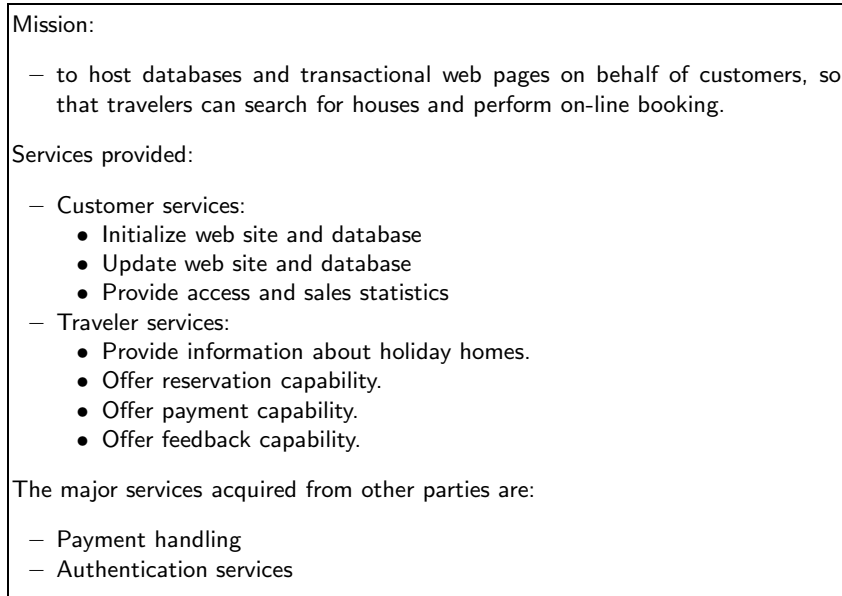 Mission:
– to host databases and transactional web pages on behalf of customers, so
that travelers can search for houses and perform on-line booking.
Services provided:
– Customer services:
• Initialize web site and database
• Update web site and database
• Provide access and sales statistics
– Traveler services:
• Provide information about holiday homes.
• Offer reservation capability.
• Offer payment capability.
• Offer feedback capability.
The major services acquired from other parties are:
– Payment handling
– Authentication services